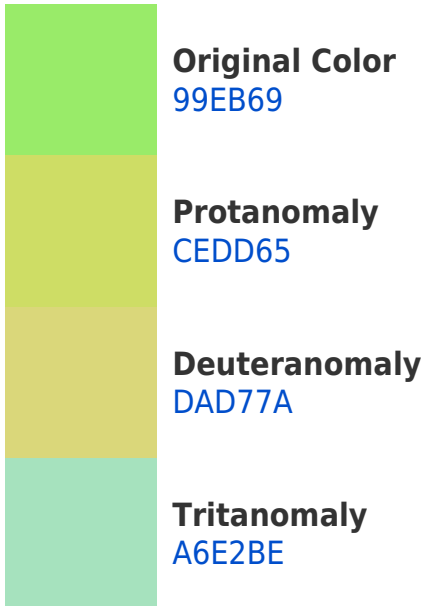 Original Color
99EB69
Protanomaly
CEDD65
Deuteranomaly
DAD77A
Tritanomaly
A6E2BE